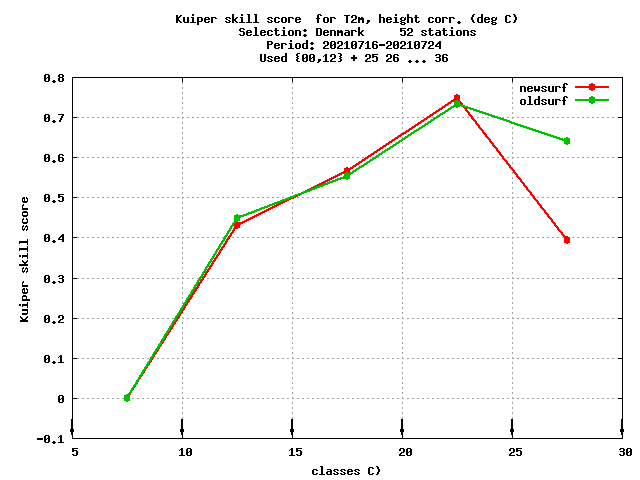 Kuiper skill score  for T2m, height corr. (deg C)
Selection: Denmark     52 stations
Period: 20210716-20210724
Used {00,12} + 25 26 ... 36
newsurf
oldsurf
Kuiper skill score
0.8
0.7
0.6
0.5
0.4
0.3
0.2
0.1
0
-0.1
5 10 15 20 25 30
classes C)